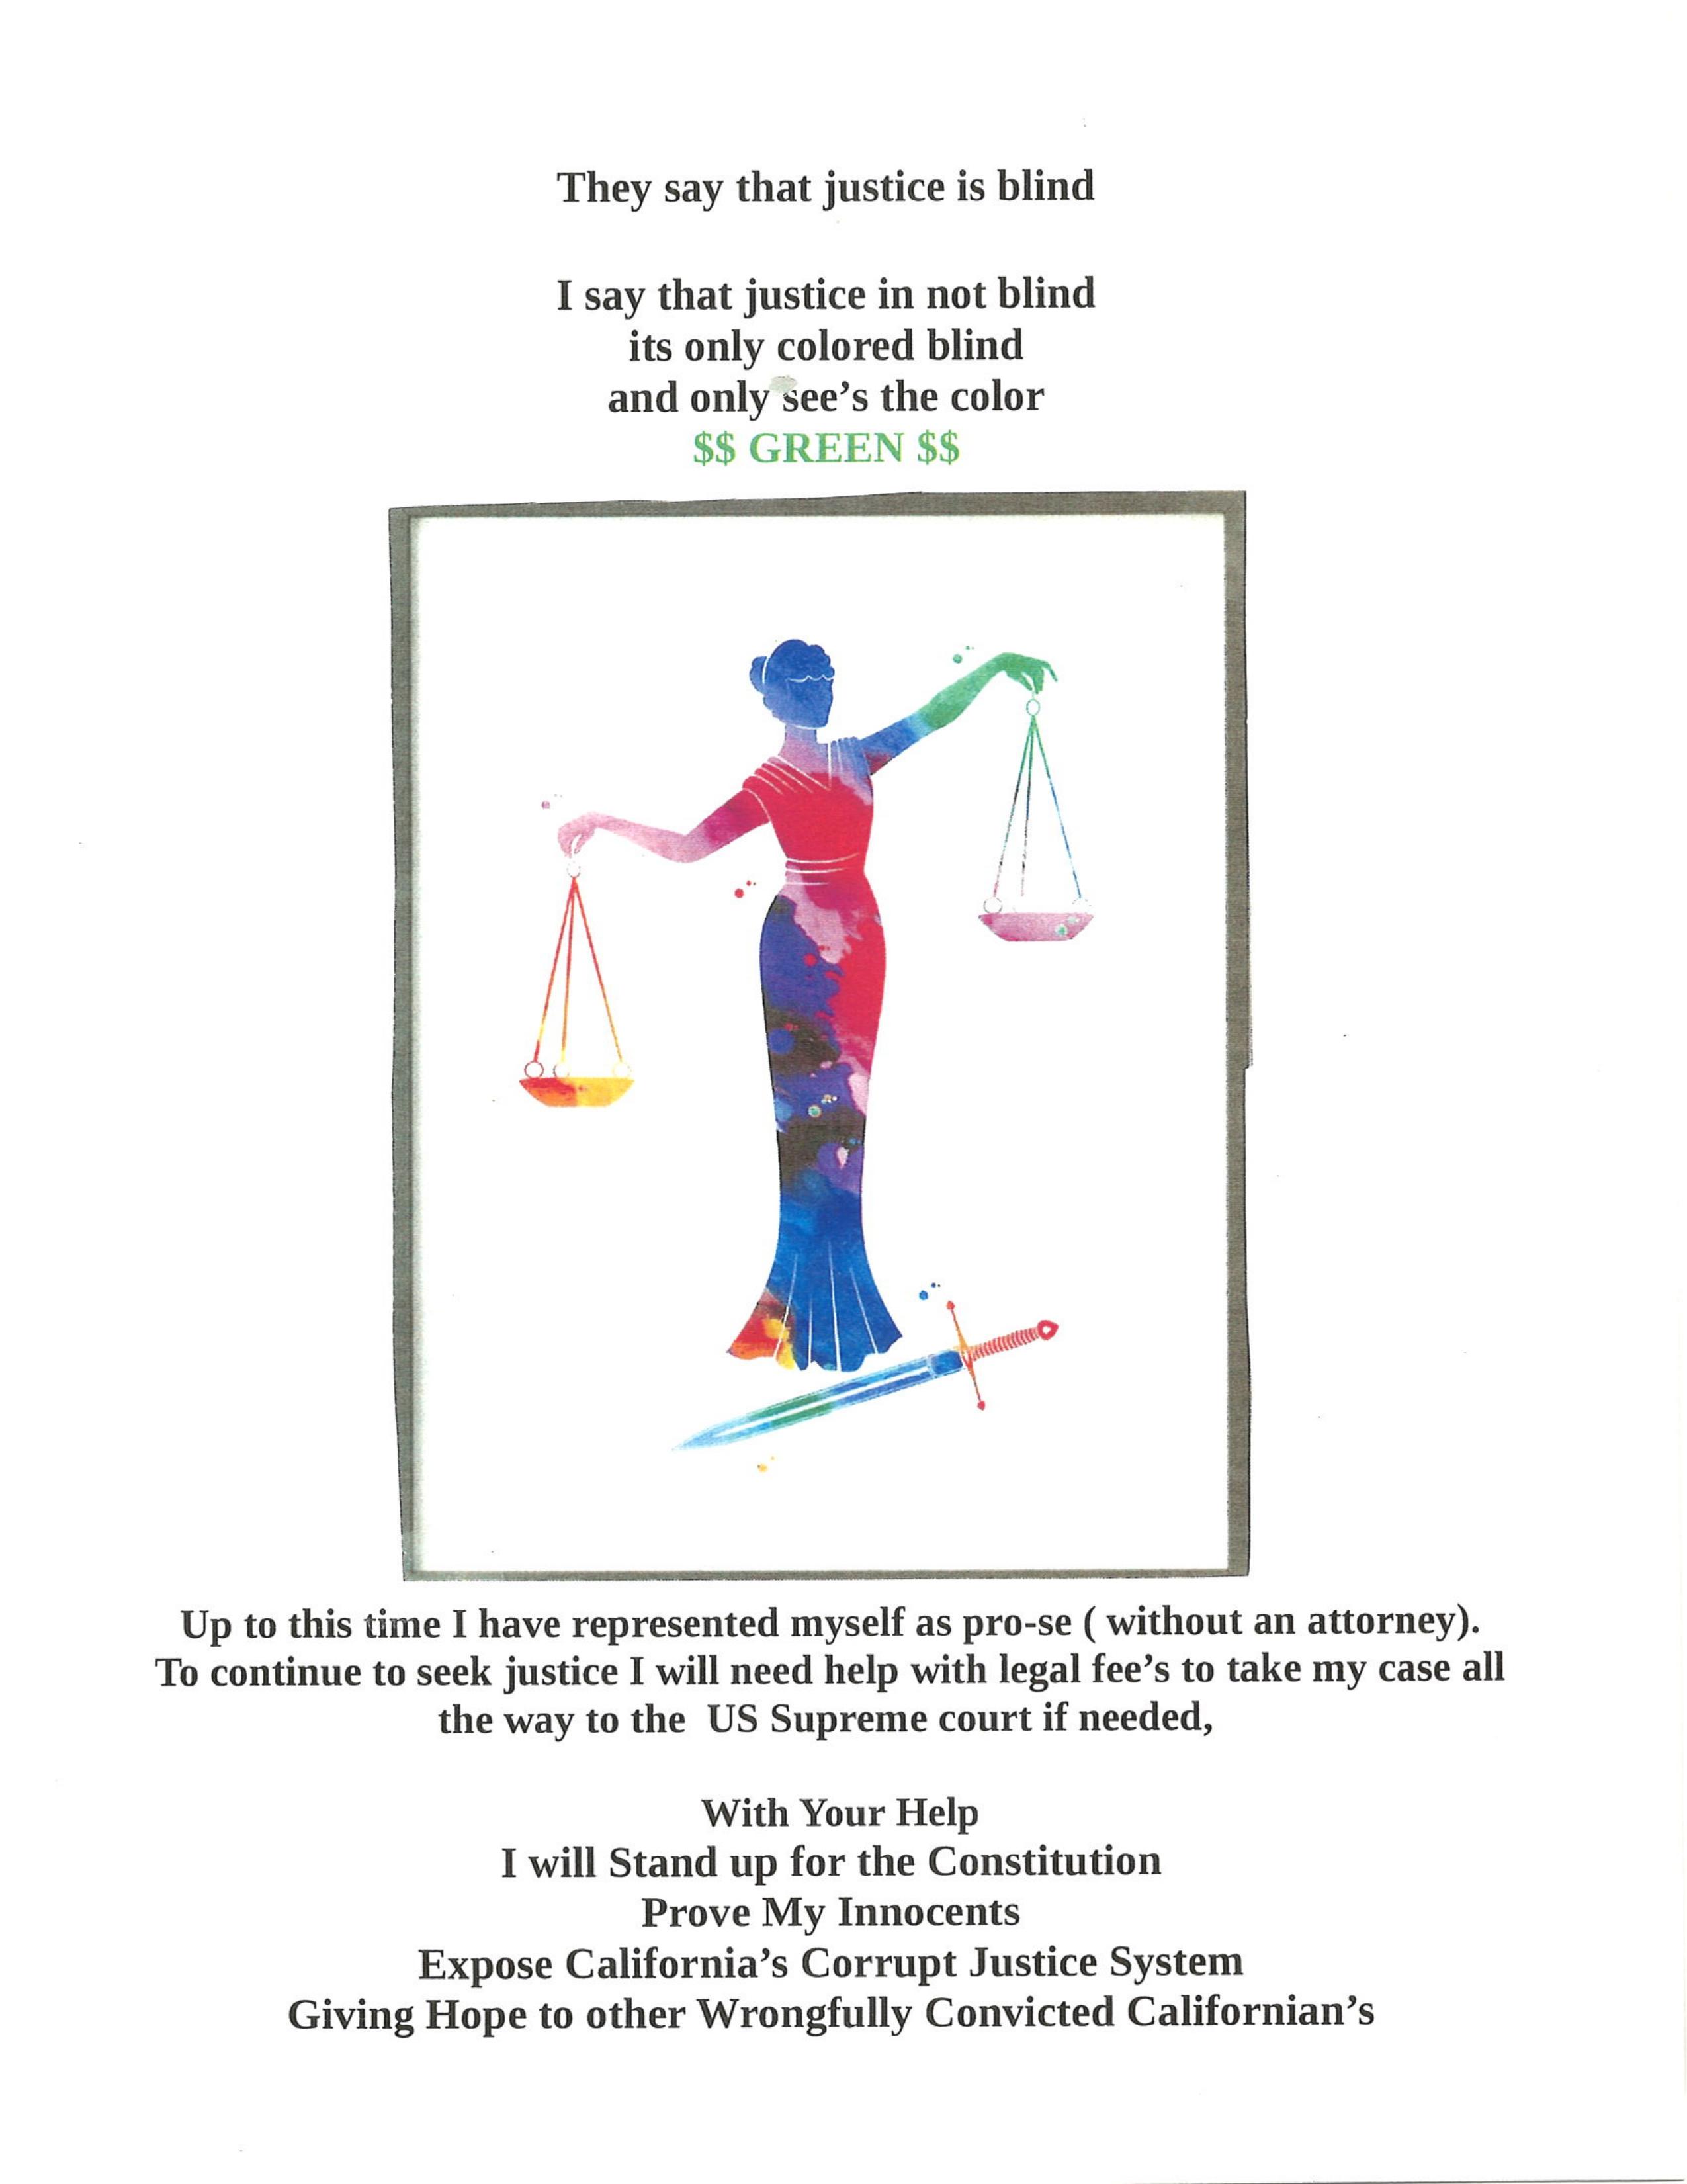 They say that justice is blind
I say that justice in not blind
its only colored blind
and only see’s the color
$$ GREEN $$
Up to this time I have represented myself as pro-se ( without an attorney).
To continue to seek justice I will need help with legal fee’s to take my case all
the way to the  US Supreme court if needed,
With Your Help
I will Stand up for the Constitution
Prove My Innocents
Expose California’s Corrupt Justice System
Giving Hope to other Wrongfully Convicted Californian’s